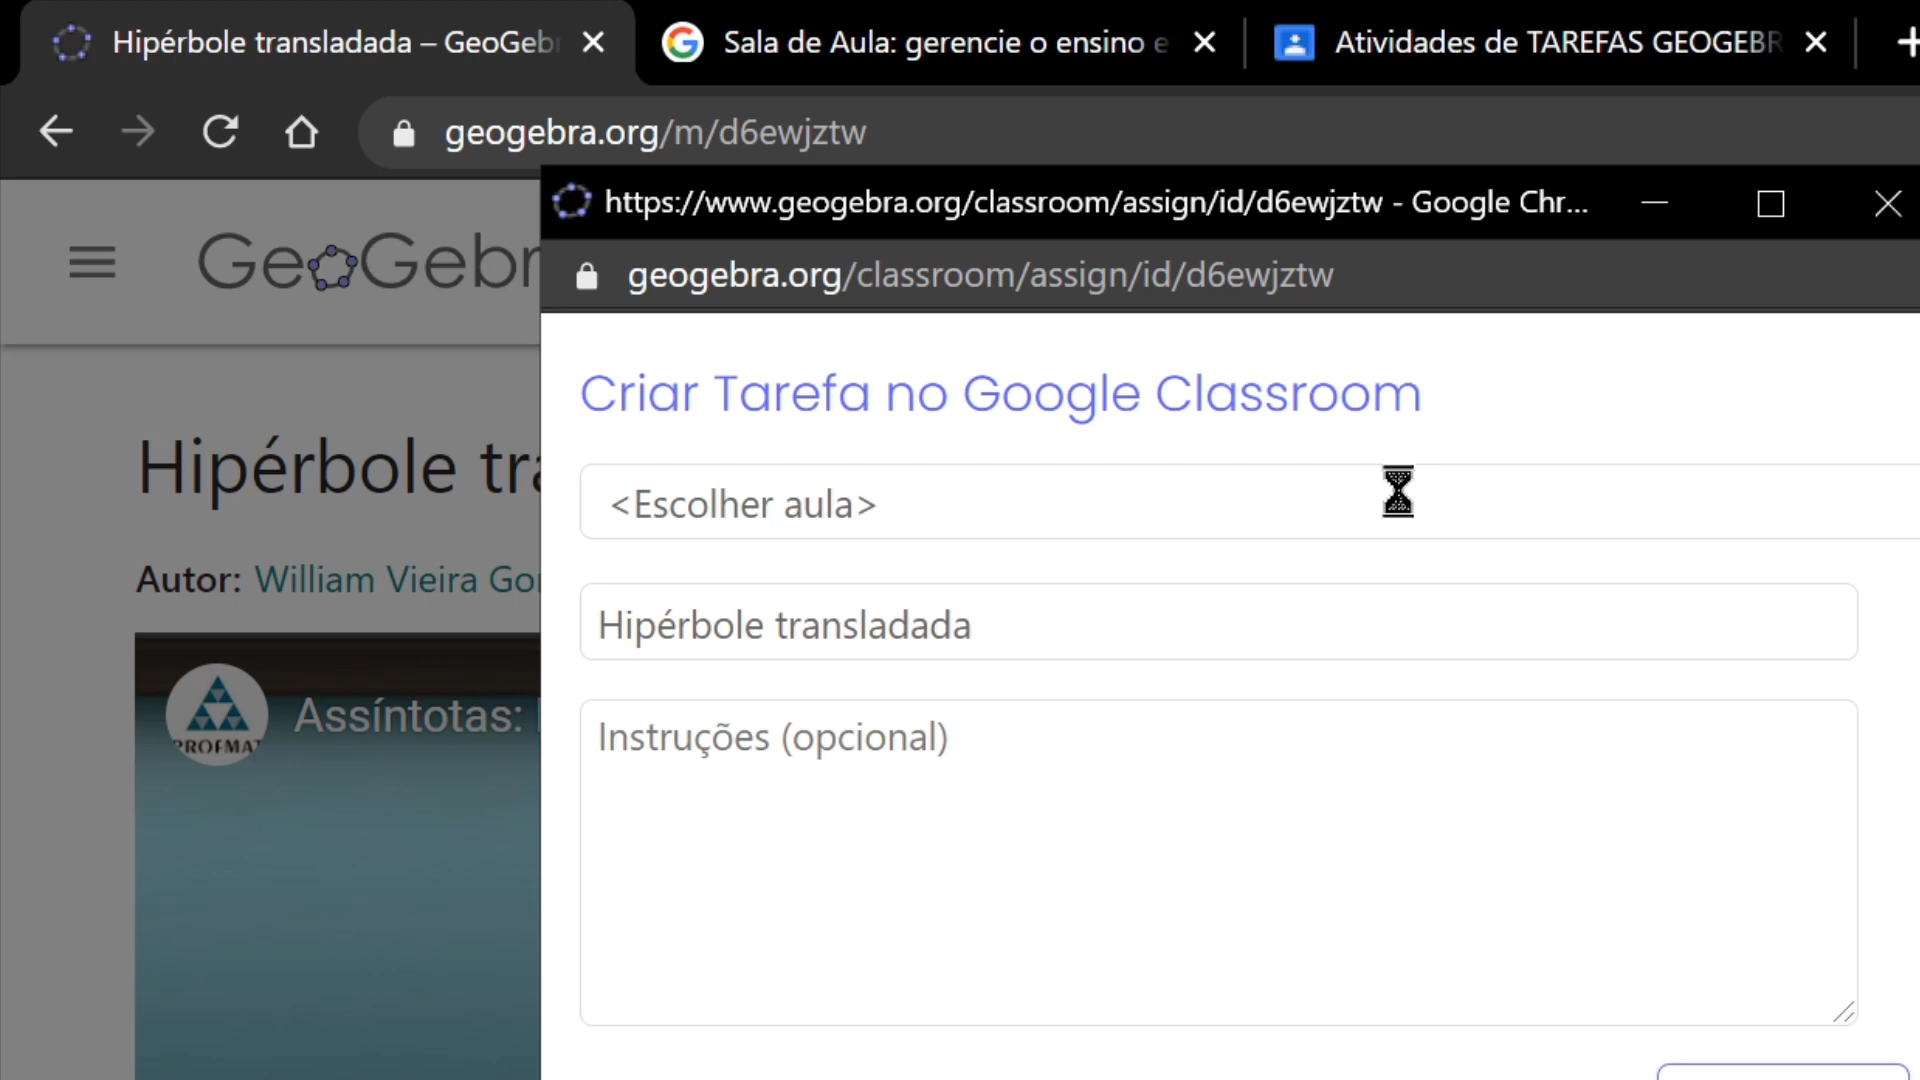 Hipérbole transladada – GeoGeb
Sala de Aula: gerencie o ensino e
Atividades de TAREFAS GEOGEBR
geogebra.org/m/d6ewjztw
https://www.geogebra.org/classroom/assign/id/d6ewjztw - Google Chr...
GeoGebr
geogebra.org/classroom/assign/id/d6ewjztw
Criar Tarefa no Google Classroom
Hipérbole tra
<Escolher aula>
Autor: William Vieira Gon
Hipérbole transladada
PROFMAT
Assíntotas:
Instruções (opcional)